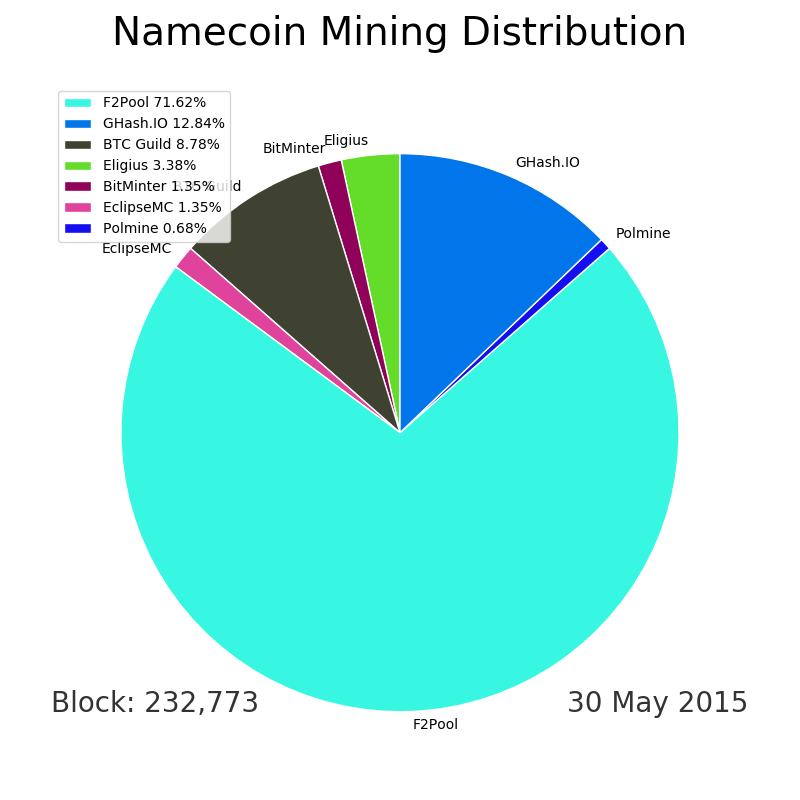 Namecoin Mining Distribution
F2Pool 71.62%
GHash.IO 12.84%
BTC Guild 8.78%
Eligius 3.38%
BitMinter 1.35%
EclipseMC 1.35%
Polmine 0.68%
Eligius
BitMinter
GHash.IO
Polmine
EclipseMC
F2Pool
Block: 232,773
30 May 2015